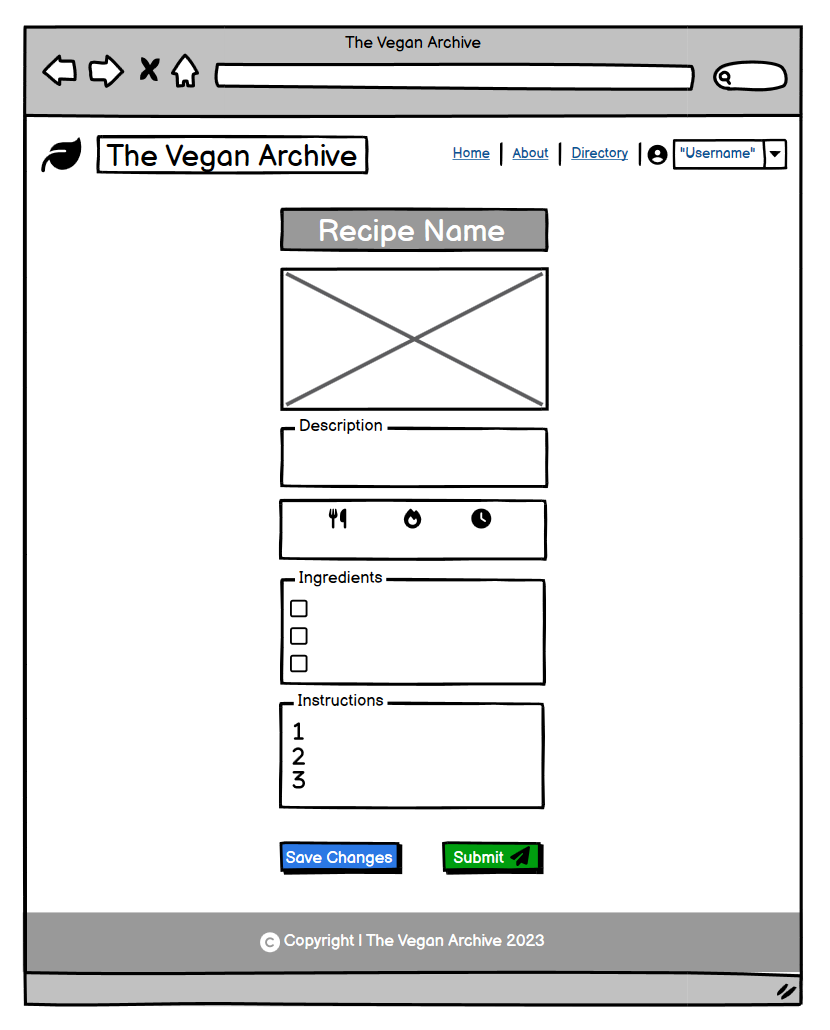 The Vegan Archive
The Vegan Archive
Home | About | Directory | "Username"
Recipe Name
Description
Ingredients
Instructions
1
2
3
Save Changes
Submit
© Copyright | The Vegan Archive 2023